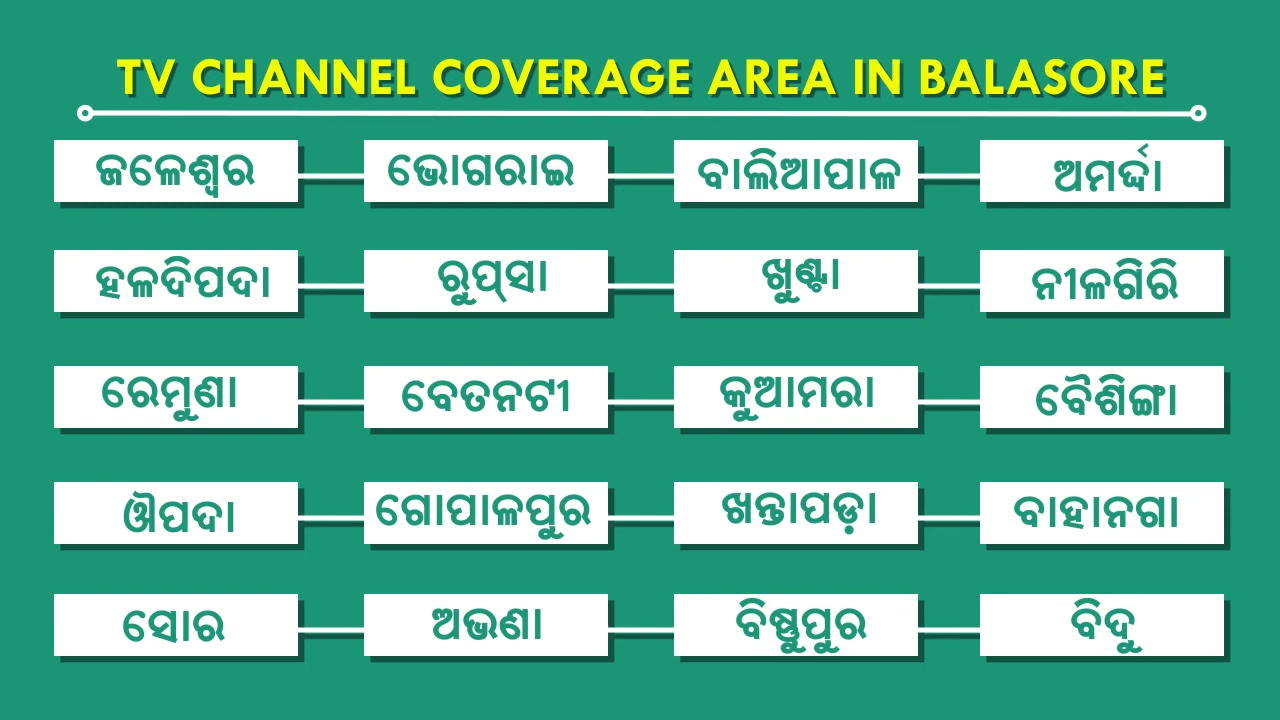 TV CHANNEL COVERAGE AREA IN BALASORE
ଜଳେଶ୍ୱର ଭୋଗରାଇ ବାଲିଆପାଳ ଅମର୍ଦ୍ଦା
ହଳଦିପଦା ରୁପ୍‌ସା ଖୁଣ୍ଟା ନୀଳଗିରି
ରେମୁଣା ବେତନଟୀ କୁଆମରା ବୈଶିଙ୍ଗା
ଔପଦା ଗୋପାଳପୁର ଖନ୍ତାପଡ଼ା ବାହାନଗା
ସୋର ଅଭଣା ବିଷ୍ଣୁପୁର ବିଦୁ